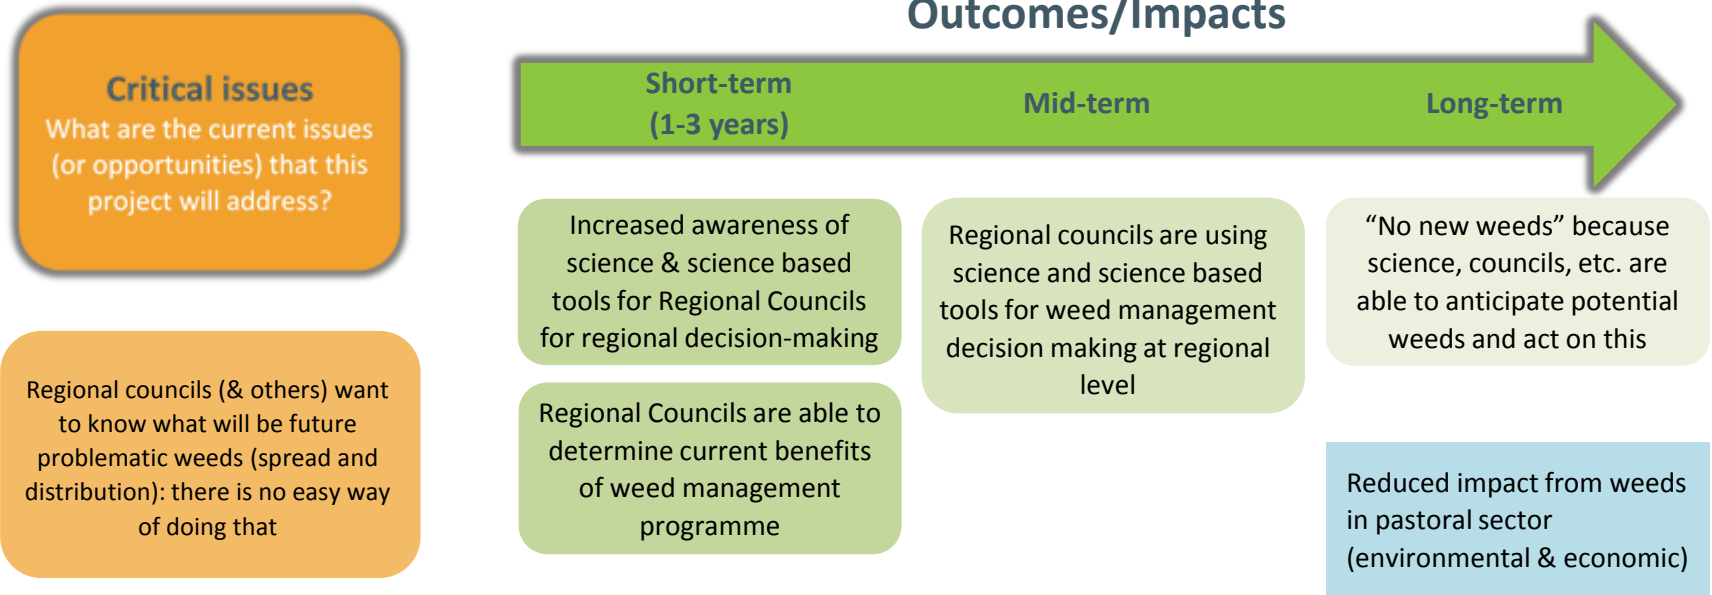 Outcomes/Impacts
Critical issues
What are the current issues
(or opportunities) that this
project will address?
Short-term
(1-3 years)
Mid-term
Long-term
Regional councils (& others) want
to know what will be future
problematic weeds (spread and
distribution): there is no easy way
of doing that
Increased awareness of
science & science based
tools for Regional Councils
for regional decision-making
Regional Councils are able to
determine current benefits
of weed management
programme
Regional councils are using
science and science based
tools for weed management
decision making at regional
level
“No new weeds” because
science, councils, etc. are
able to anticipate potential
weeds and act on this
Reduced impact from weeds
in pastoral sector
(environmental & economic)